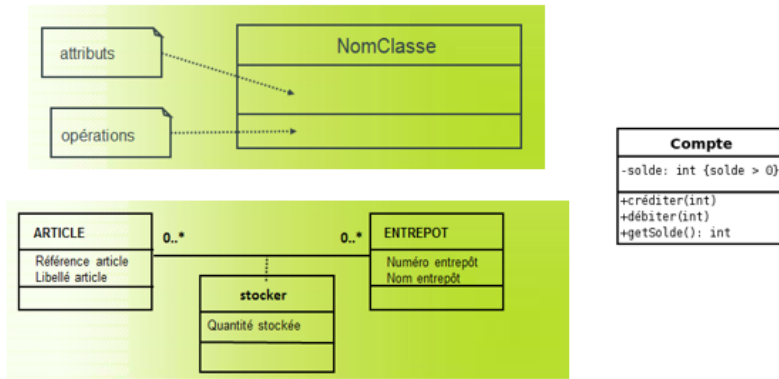 attributs
opérations
NomClasse
Compte
-solde: int {solde > 0}
+créditer(int)
+débiter(int)
+getSolde(): int
ARTICLE
Référence article
Libellé article
0..*
0..*
ENTREPOT
Numéro entrepôt
Nom entrepôt
stocker
Quantité stockée